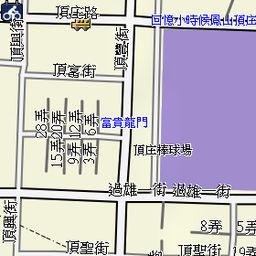 頂庄路
回憶小時候鳳山頂庄
頂興街
頂豐街
頂富街
富貴龍門
28弄
20弄
12弄
6弄
15弄
9弄
3弄
頂庄棒球場
過雄一街
過雄一街
頂興街
8弄
5弄
頂聖街
頂聖街
19弄